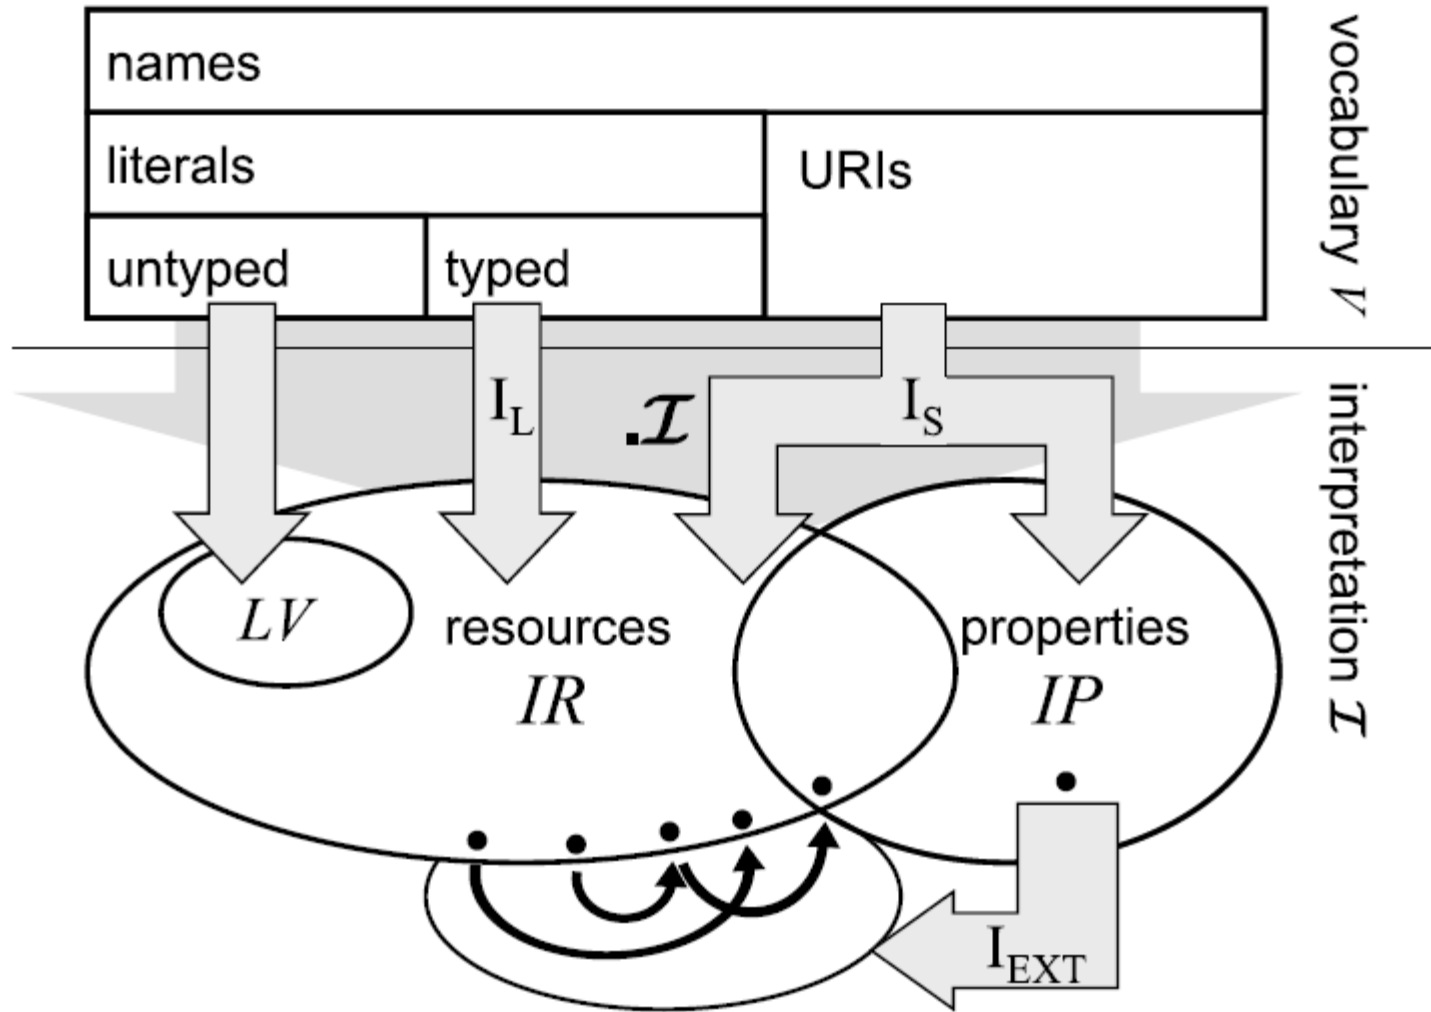 names
literals
URIs
untyped
typed
vocabulary V
I_L
.𝓘
I_S
interpretation 𝓘
LV
resources
IR
properties
IP
I_EXT